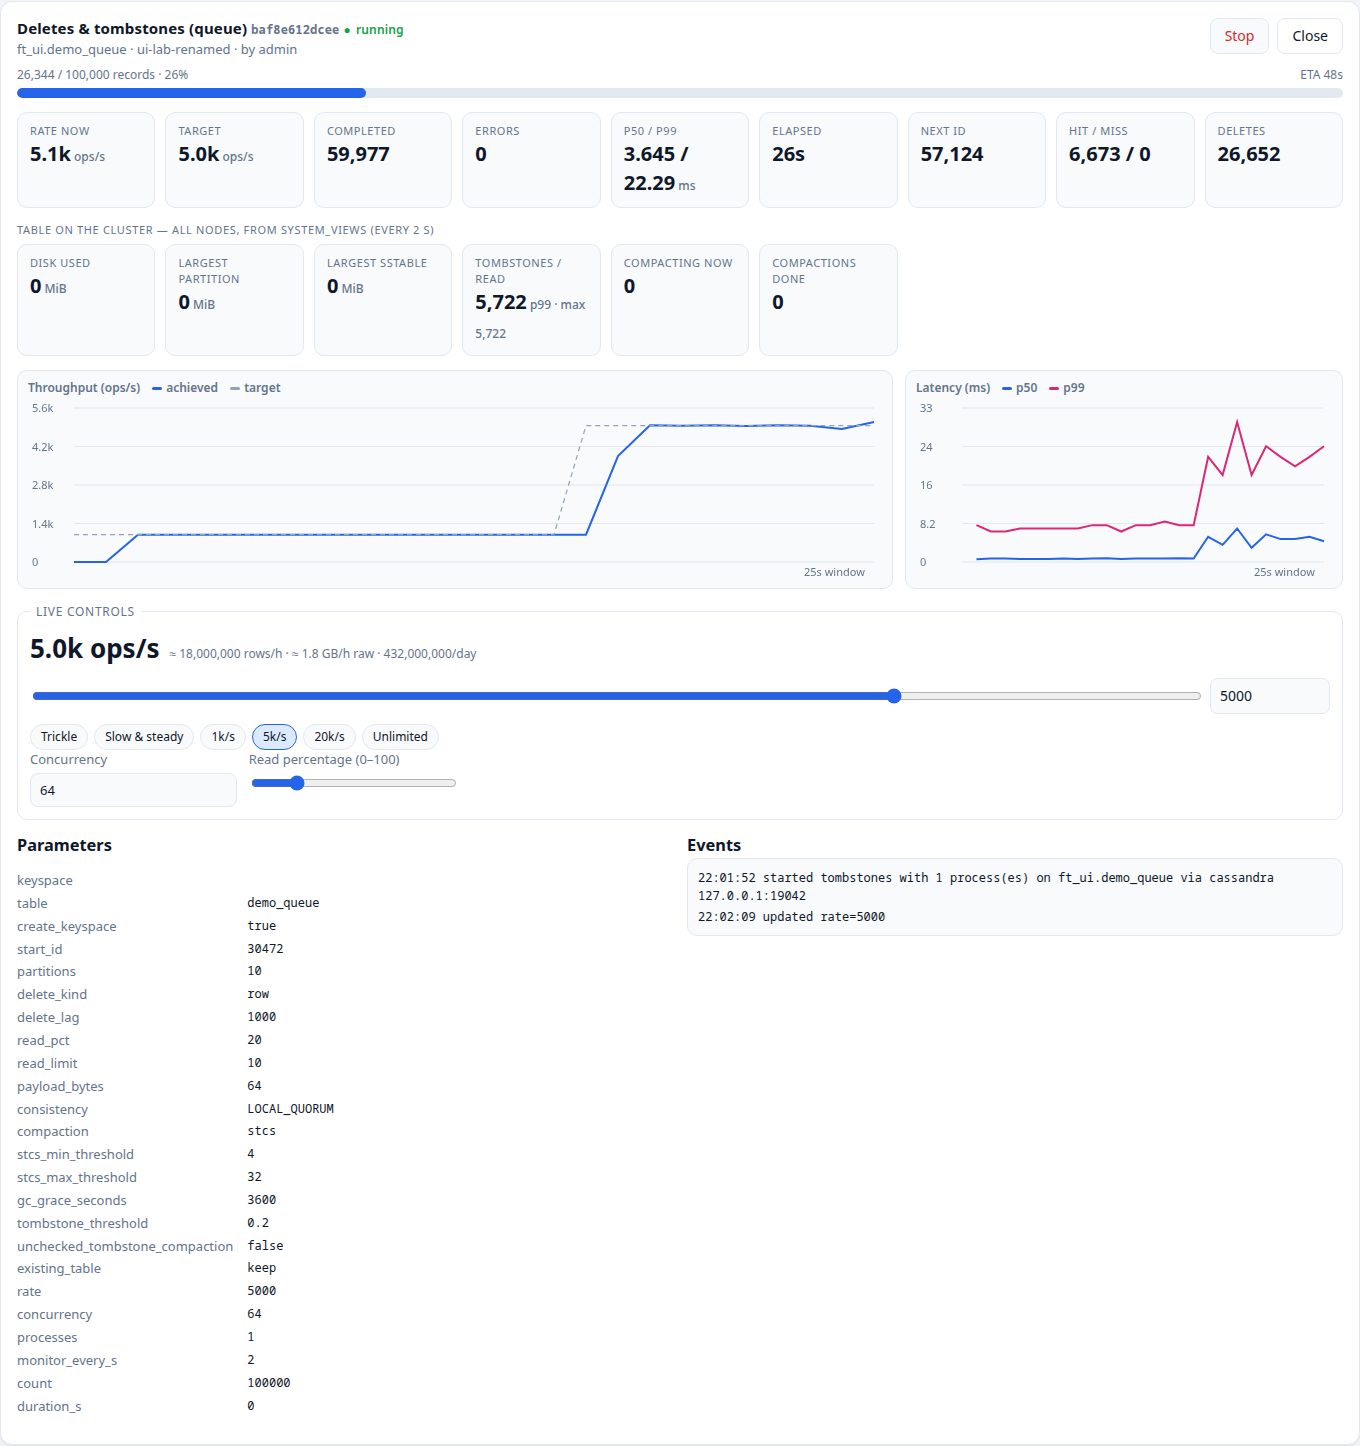 Deletes & tombstones (queue) baf8e612dcee ● running
Stop
Close
ft_ui.demo_queue · ui-lab-renamed · by admin
26,344 / 100,000 records · 26%
ETA 48s
RATE NOW
5.1k ops/s
TARGET
5.0k ops/s
COMPLETED
59,977
ERRORS
0
P50 / P99
3.645 /
22.29 ms
ELAPSED
26s
NEXT ID
57,124
HIT / MISS
6,673 / 0
DELETES
26,652
TABLE ON THE CLUSTER — ALL NODES, FROM SYSTEM_VIEWS (EVERY 2 S)
DISK USED
0 MiB
LARGEST
PARTITION
0 MiB
LARGEST SSTABLE
0 MiB
TOMBSTONES /
READ
5,722 p99 · max
5,722
COMPACTING NOW
0
COMPACTIONS
DONE
0
Throughput (ops/s) achieved target
5.6k
4.2k
2.8k
1.4k
0
25s window
Latency (ms) p50 p99
33
24
16
8.2
0
25s window
LIVE CONTROLS
5.0k ops/s ≈ 18,000,000 rows/h · ≈ 1.8 GB/h raw · 432,000,000/day
5000
Trickle
Slow & steady
1k/s
5k/s
20k/s
Unlimited
Concurrency
64
Read percentage (0–100)
Parameters
keyspace
table demo_queue
create_keyspace true
start_id 30472
partitions 10
delete_kind row
delete_lag 1000
read_pct 20
read_limit 10
payload_bytes 64
consistency LOCAL_QUORUM
compaction stcs
stcs_min_threshold 4
stcs_max_threshold 32
gc_grace_seconds 3600
tombstone_threshold 0.2
unchecked_tombstone_compaction false
existing_table keep
rate 5000
concurrency 64
processes 1
monitor_every_s 2
count 100000
duration_s 0
Events
22:01:52 started tombstones with 1 process(es) on ft_ui.demo_queue via cassandra
127.0.0.1:19042
22:02:09 updated rate=5000